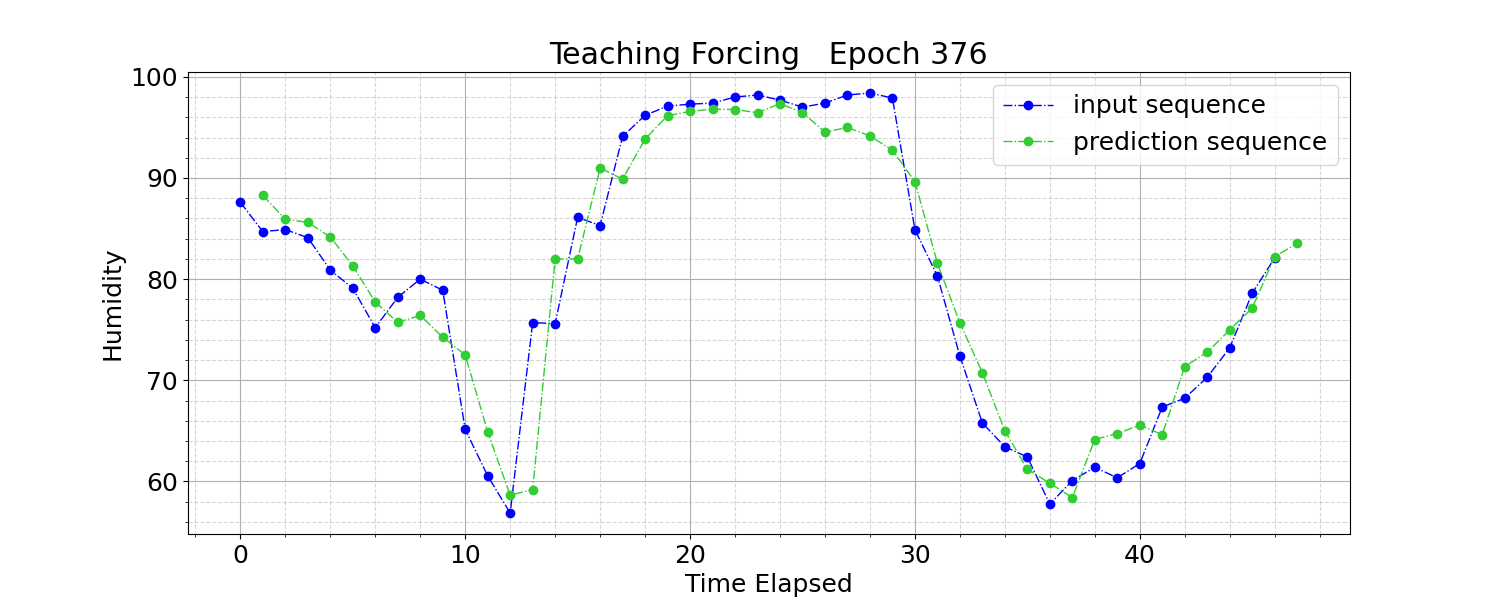 Teaching Forcing   Epoch 376
100
90
80
70
60
Humidity
input sequence
prediction sequence
0 10 20 30 40
Time Elapsed